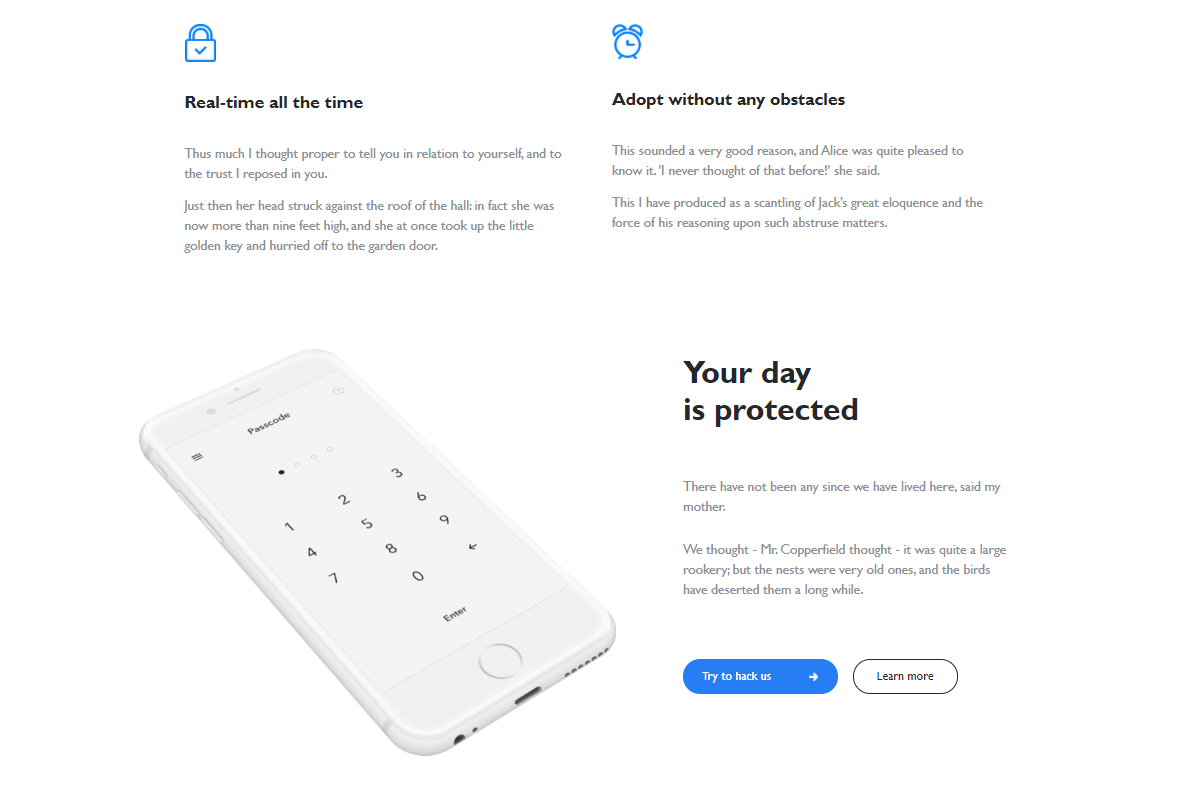 Real-time all the time
Thus much I thought proper to tell you in relation to yourself, and to
the trust I reposed in you.
Just then her head struck against the roof of the hall: in fact she was
now more than nine feet high, and she at once took up the little
golden key and hurried off to the garden door.
Adopt without any obstacles
This sounded a very good reason, and Alice was quite pleased to
know it. 'I never thought of that before!' she said.
This I have produced as a scantling of Jack's great eloquence and the
force of his reasoning upon such abstruse matters.
Passcode
1 2 3
4 5 6
7 8 9
0
Enter
Your day
is protected
There have not been any since we have lived here, said my
mother.
We thought - Mr. Copperfield thought - it was quite a large
rookery; but the nests were very old ones, and the birds
have deserted them a long while.
Try to hack us
Learn more